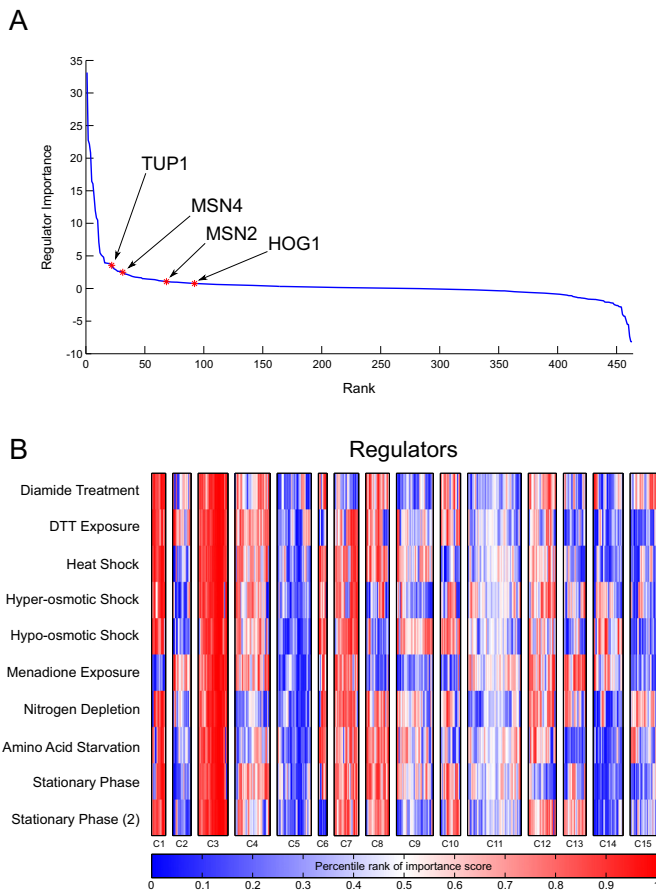 A
35
30
25
20
15
10
5
0
-5
-10
Regulator Importance
TUP1
MSN4
MSN2
HOG1
0 50 100 150 200 250 300 350 400 450
Rank
B
Regulators
Diamide Treatment
DTT Exposure
Heat Shock
Hyper-osmotic Shock
Hypo-osmotic Shock
Menadione Exposure
Nitrogen Depletion
Amino Acid Starvation
Stationary Phase
Stationary Phase (2)
C1 C2 C3 C4 C5 C6 C7 C8 C9 C10 C11 C12 C13 C14 C15
Percentile rank of importance score
0 0.1 0.2 0.3 0.4 0.5 0.6 0.7 0.8 0.9